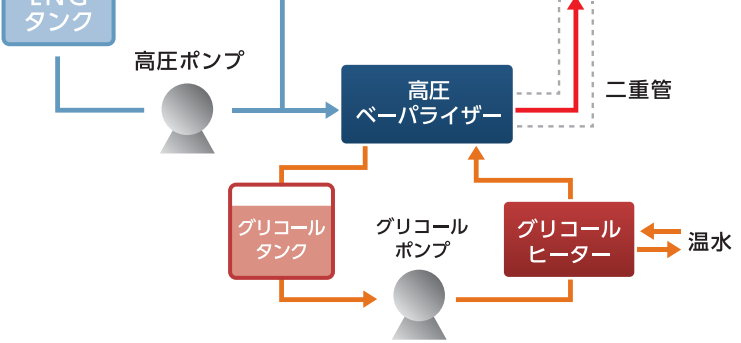 LNG
タンク
高圧ポンプ
高圧
ベーパライザー
二重管
グリコール
タンク
グリコール
ポンプ
グリコール
ヒーター
温水